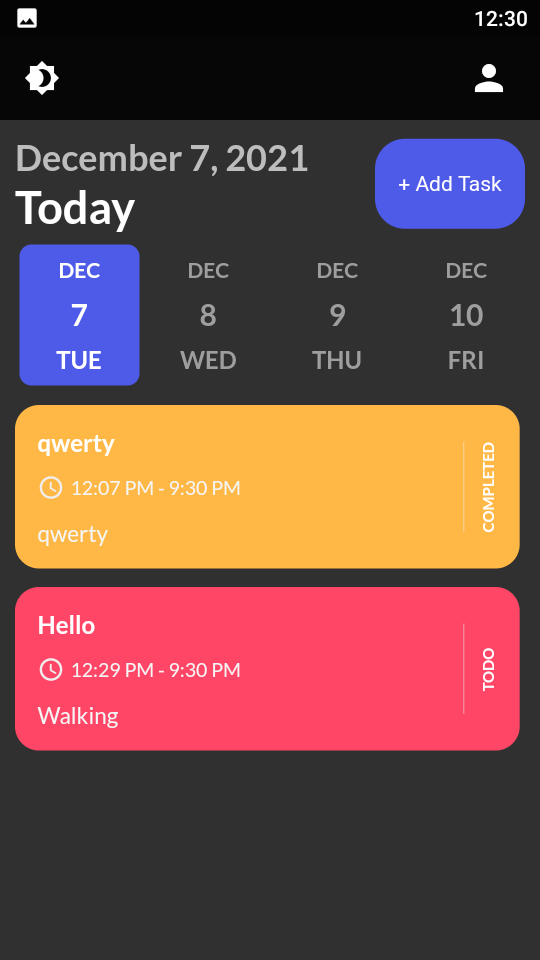 12:30
December 7, 2021
Today
+ Add Task
DEC DEC DEC DEC
7 8 9 10
TUE WED THU FRI
qwerty
12:07 PM - 9:30 PM
qwerty
COMPLETED
Hello
12:29 PM - 9:30 PM
Walking
TODO